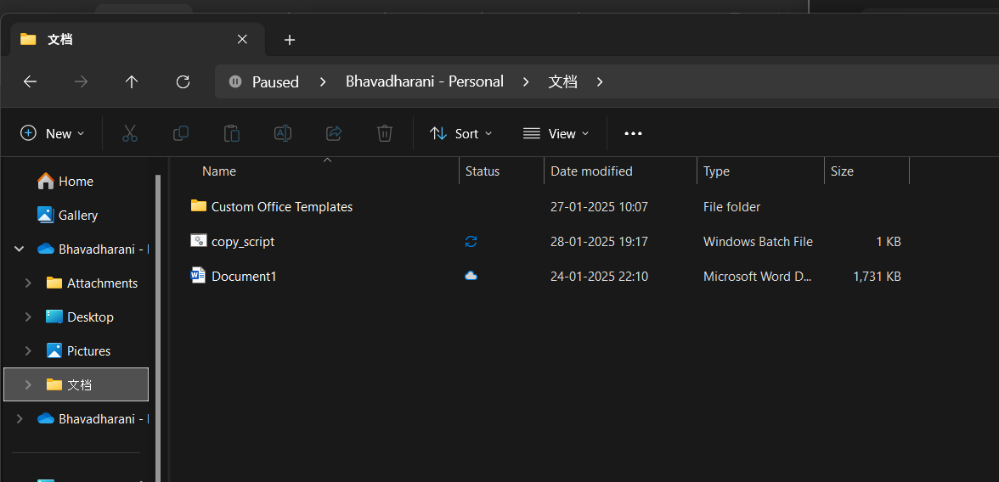 文档
Paused > Bhavadharani - Personal > 文档 >
New Sort View
Name Status Date modified Type Size
Home
Gallery
Bhavadharani -
Attachments
Desktop
Pictures
文档
Bhavadharani -
Custom Office Templates 27-01-2025 10:07 File folder
copy_script 28-01-2025 19:17 Windows Batch File 1 KB
Document1 24-01-2025 22:10 Microsoft Word D... 1,731 KB